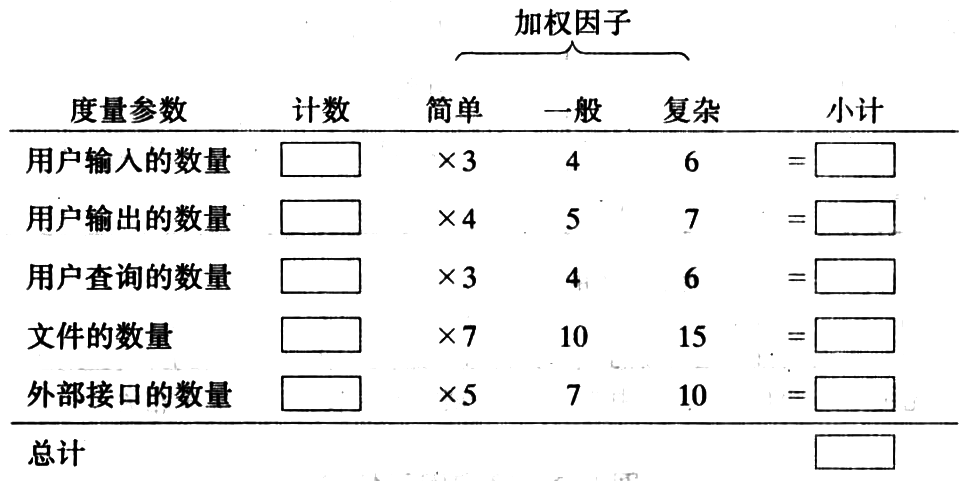 加权因子
度量参数 计数 简单 一般 复杂 小计
用户输入的数量 ×3 4 6 =
用户输出的数量 ×4 5 7 =
用户查询的数量 ×3 4 6 =
文件的数量 ×7 10 15 =
外部接口的数量 ×5 7 10 =
总计